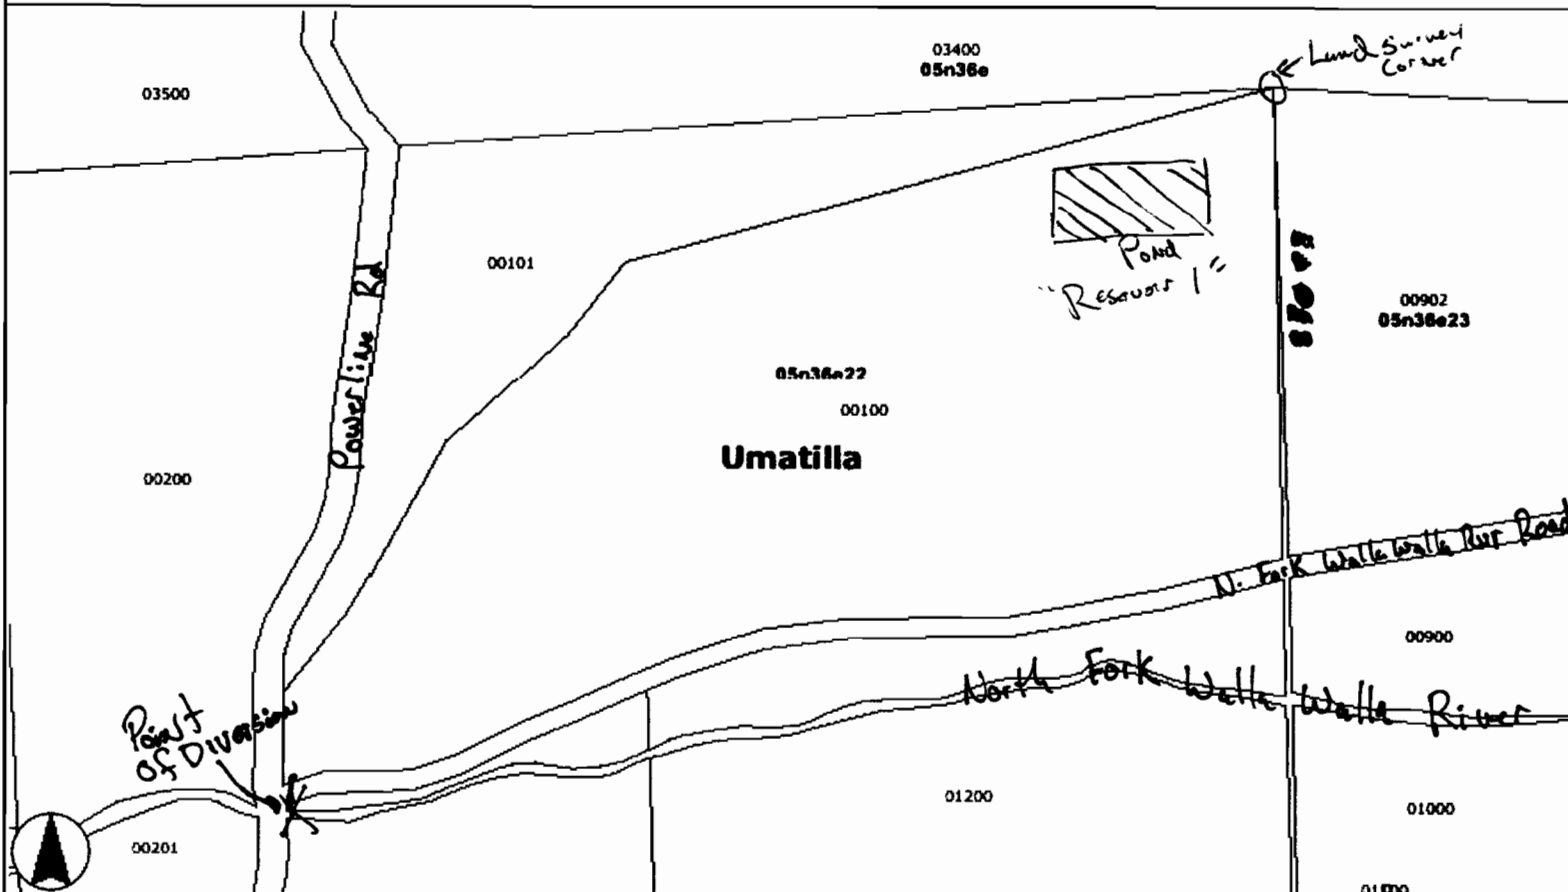 03400
05n36e
Land Survey
Corner
03500
00101
Powerline Rd
Pond
"Resevoir 1"
00902
05n36e23
05n36e22
00100
Umatilla
00200
N. Fork Walla Walla Rvr Road
00900
North Fork Walla Walla River
Point
of Diversion
01200
01000
00201